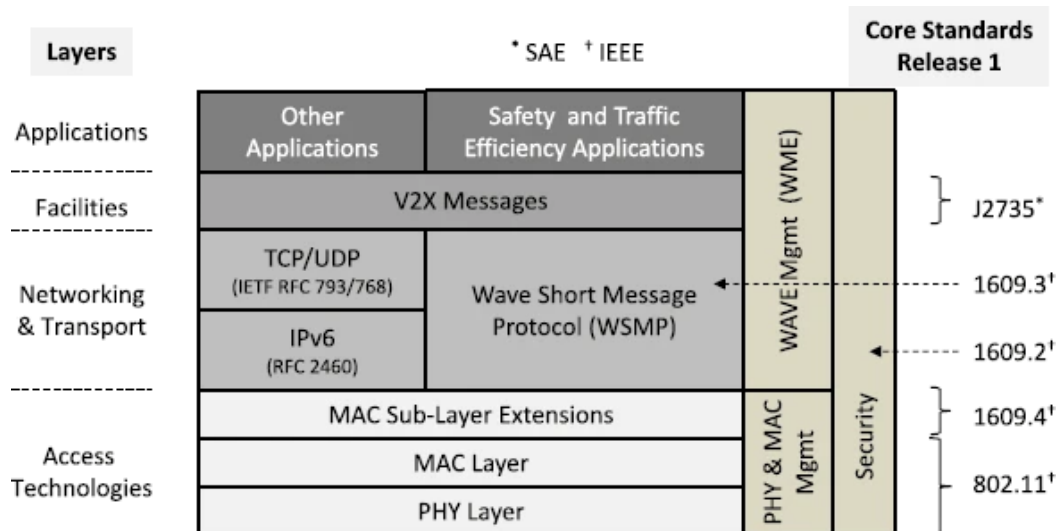 Layers
* SAE † IEEE
Core Standards
Release 1
Applications
Other
Applications
Safety and Traffic
Efficiency Applications
Facilities
V2X Messages
J2735*
Networking
& Transport
TCP/UDP
(IETF RFC 793/768)
IPv6
(RFC 2460)
Wave Short Message
Protocol (WSMP)
WAVE Mgmt (WME)
1609.3†
1609.2†
Access
Technologies
MAC Sub-Layer Extensions
MAC Layer
PHY Layer
PHY & MAC
Mgmt
Security
1609.4†
802.11†